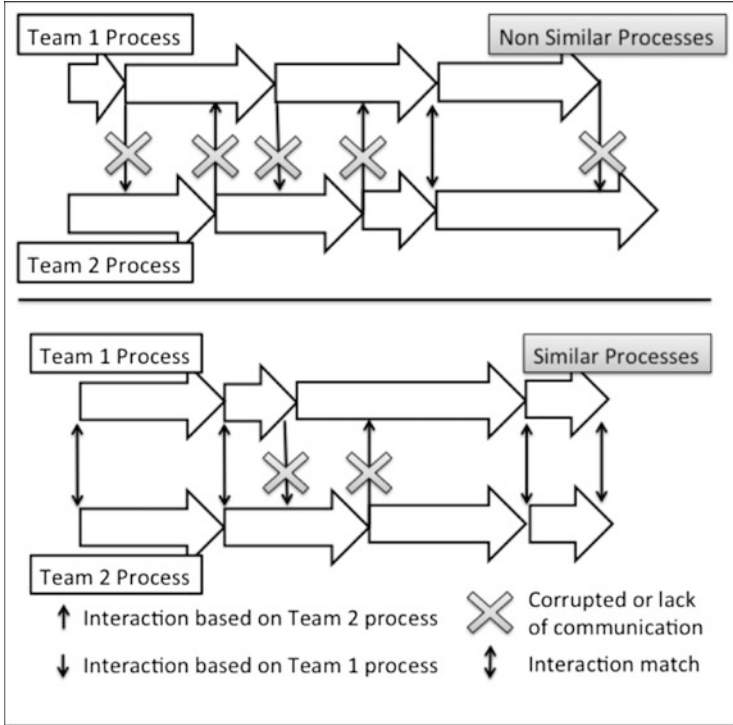 Team 1 Process
Non Similar Processes
Team 2 Process
Team 1 Process
Similar Processes
Team 2 Process
Interaction based on Team 2 process
Corrupted or lack
of communication
Interaction based on Team 1 process
Interaction match